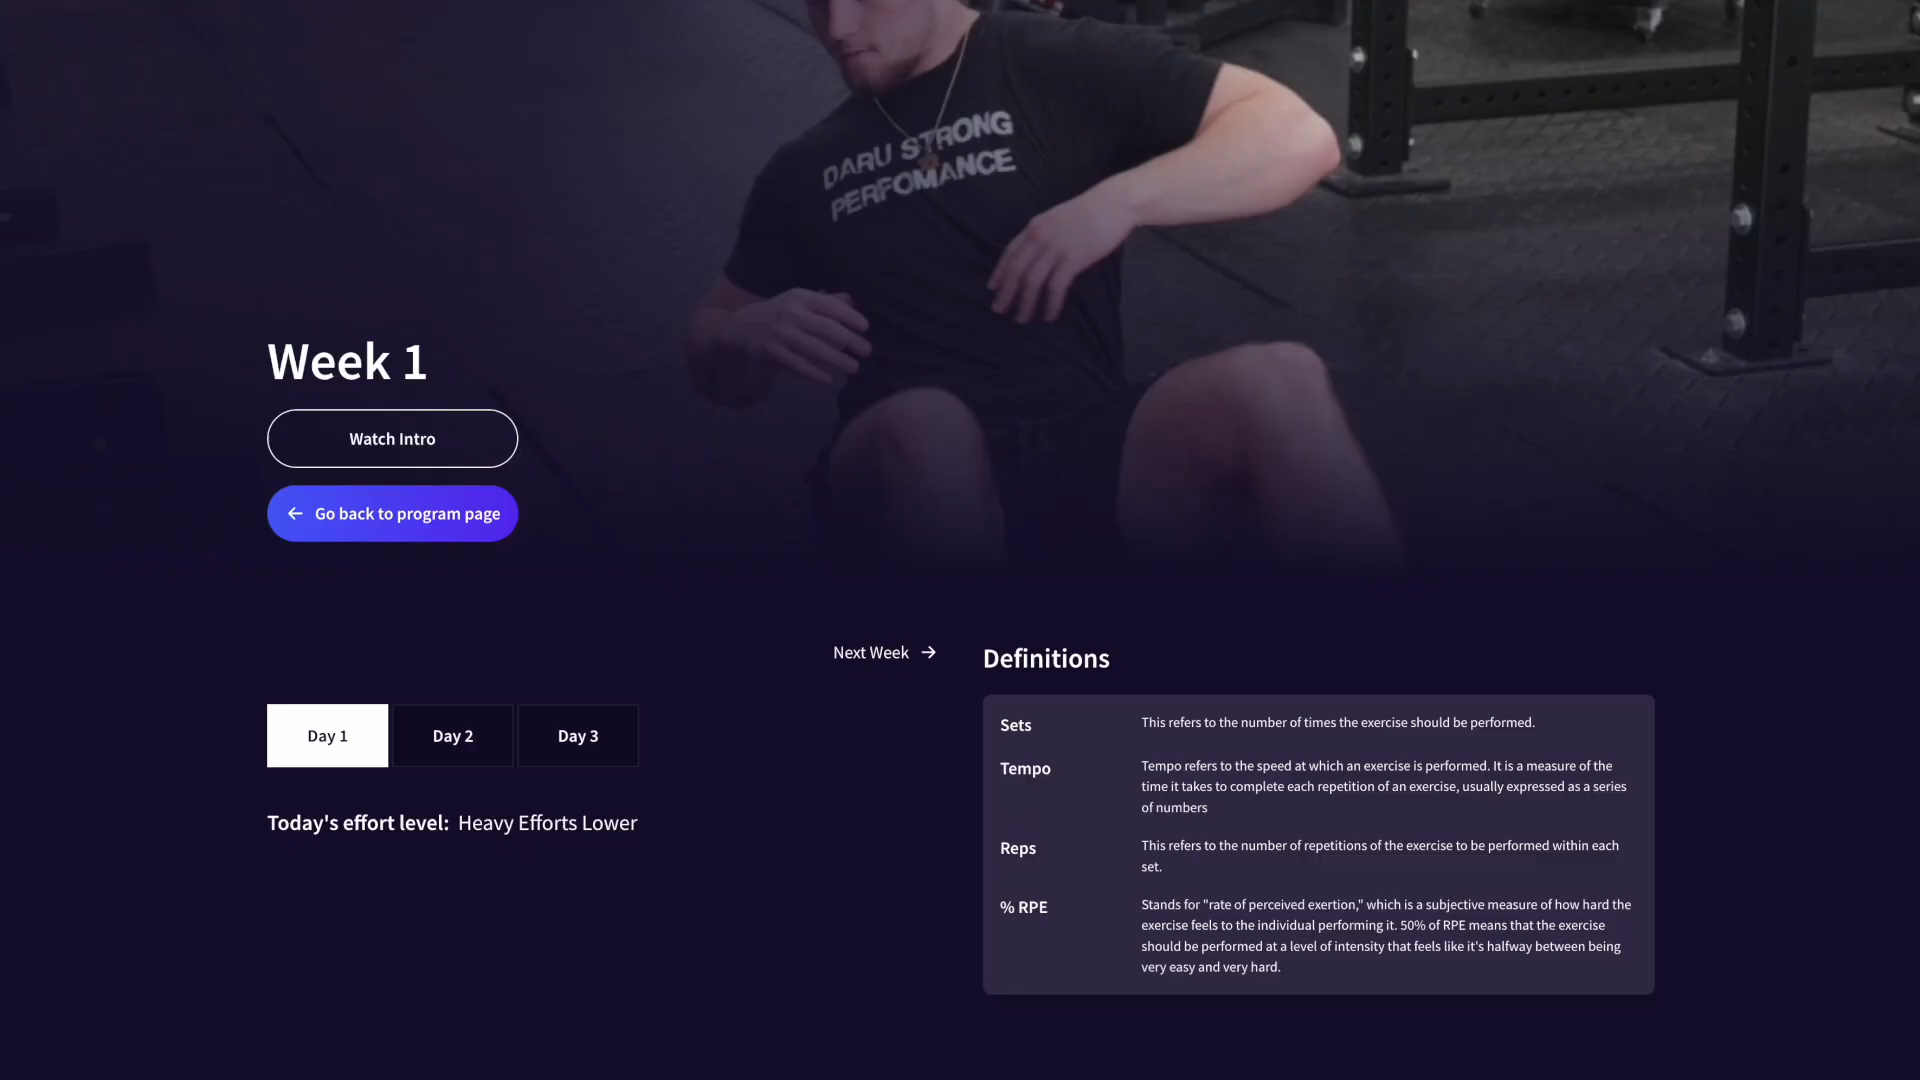 DARU STRONG
PERFOMANCE
Week 1
Watch Intro
Go back to program page
Next Week
Day 1
Day 2
Day 3
Today's effort level: Heavy Efforts Lower
Definitions
Sets
This refers to the number of times the exercise should be performed.
Tempo
Tempo refers to the speed at which an exercise is performed. It is a measure of the
time it takes to complete each repetition of an exercise, usually expressed as a series
of numbers
Reps
This refers to the number of repetitions of the exercise to be performed within each
set.
% RPE
Stands for "rate of perceived exertion," which is a subjective measure of how hard the
exercise feels to the individual performing it. 50% of RPE means that the exercise
should be performed at a level of intensity that feels like it's halfway between being
very easy and very hard.